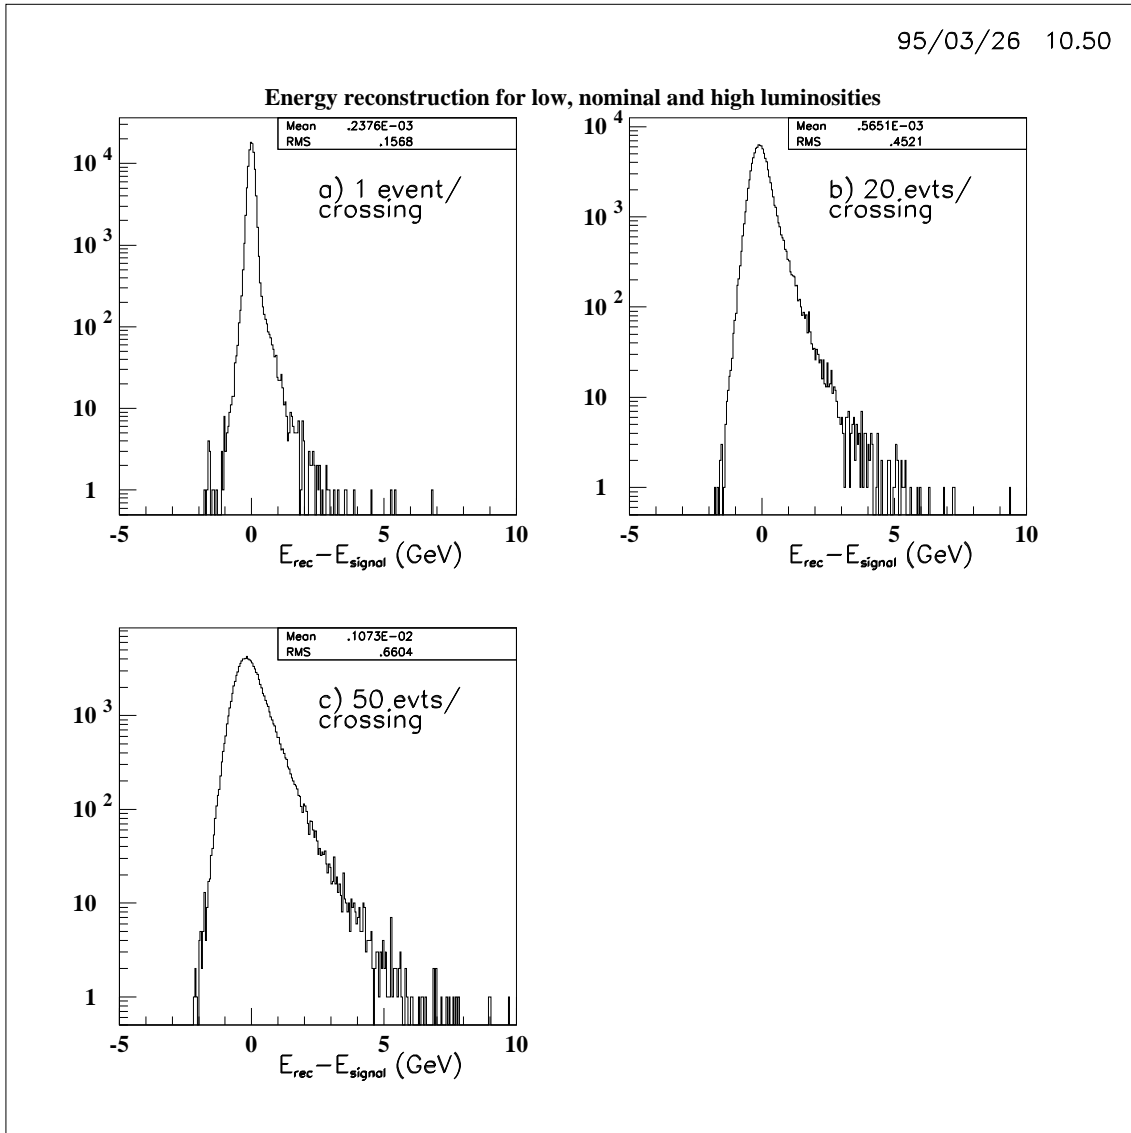 95/03/26 10.50
Energy reconstruction for low, nominal and high luminosities
Mean .2376E-03
RMS .1568
a) 1 event/
crossing
10^4
10^3
10^2
10
1
-5 0 5 10
E_rec-E_signal (GeV)
Mean .5651E-03
RMS .4521
b) 20 evts/
crossing
10^4
10^3
10^2
10
1
-5 0 5 10
E_rec-E_signal (GeV)
Mean .1073E-02
RMS .6604
c) 50 evts/
crossing
10^3
10^2
10
1
-5 0 5 10
E_rec-E_signal (GeV)